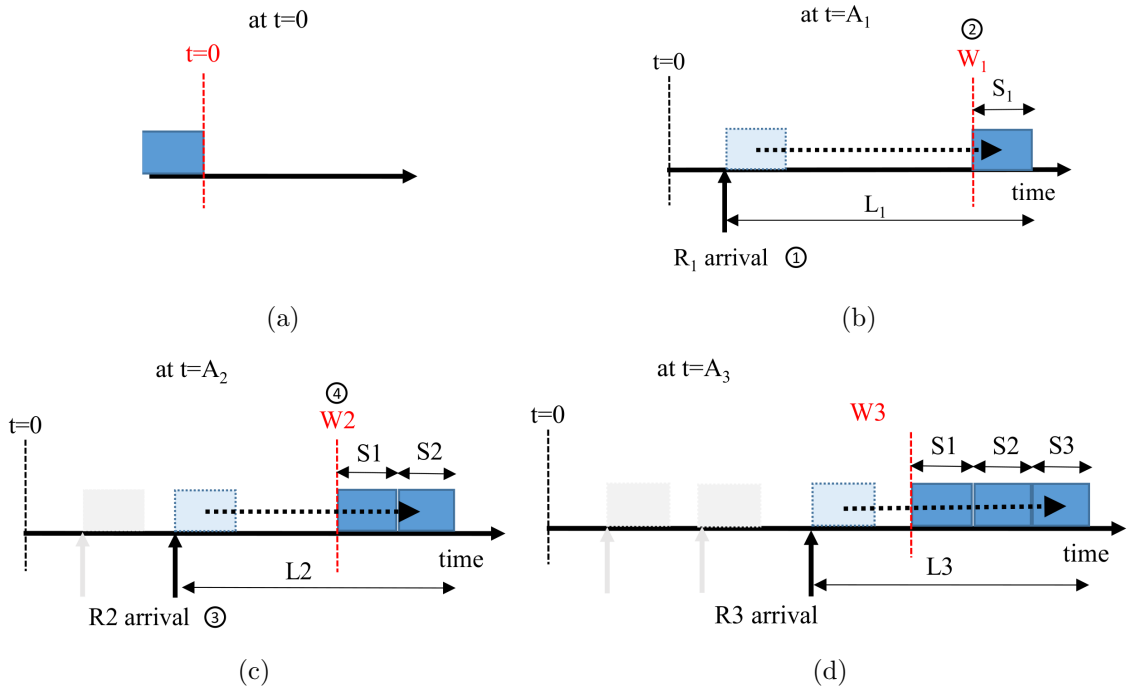 at t=0
t=0
(a)
at t=A₁
②
t=0
W₁
S₁
time
L₁
R₁ arrival ①
(b)
at t=A₂
④
t=0
W2
S1 S2
time
L2
R2 arrival ③
(c)
at t=A₃
t=0
W3
S1 S2 S3
time
L3
R3 arrival
(d)